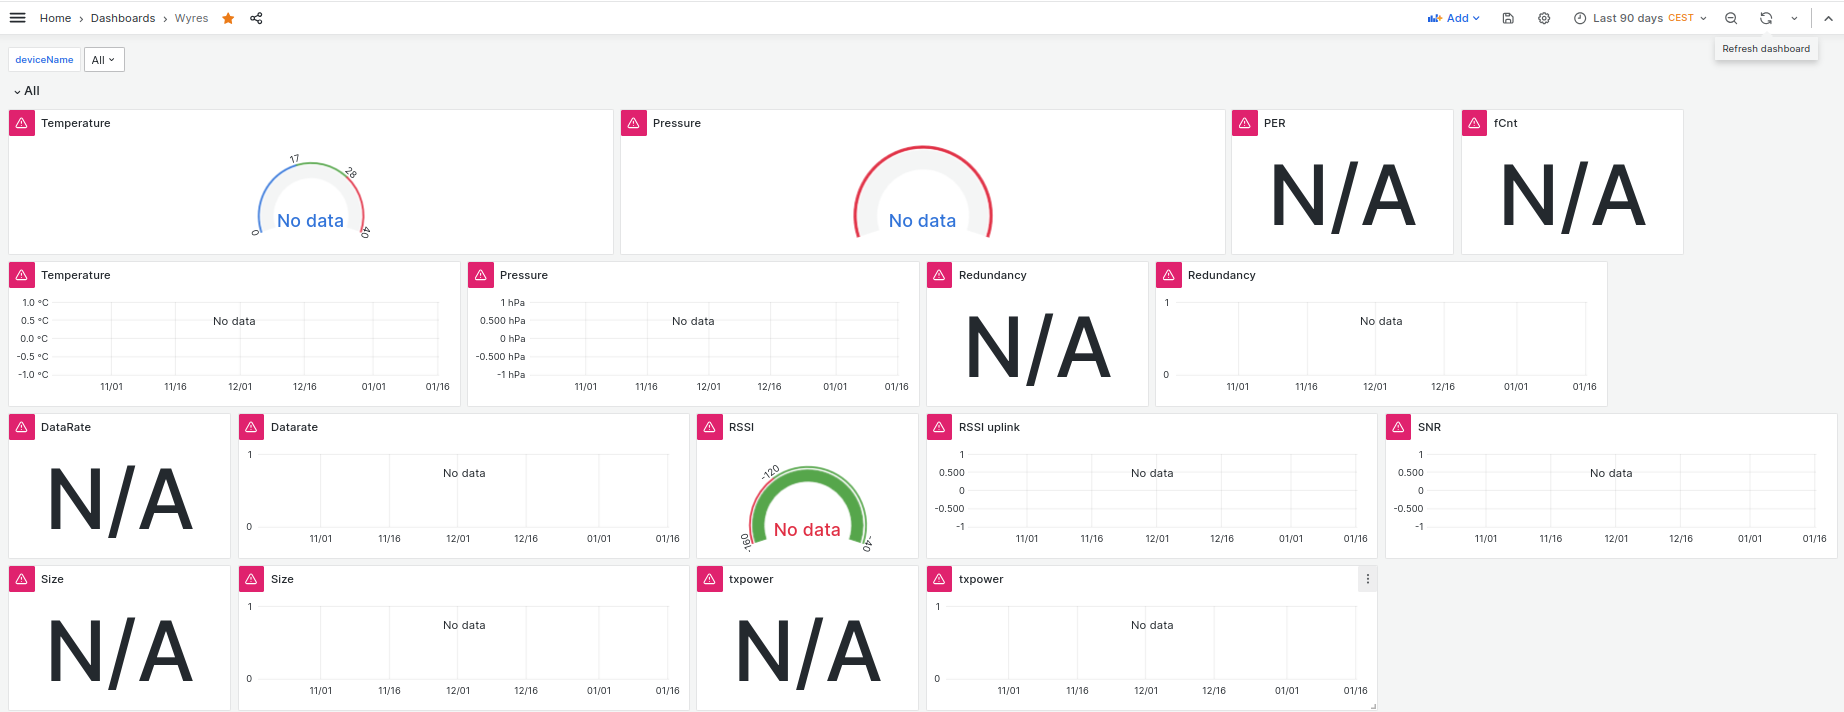 Home › Dashboards › Wyres
Add
Last 90 days CEST
Refresh dashboard
deviceName All
All
Temperature
0
17
28
40
No data
Pressure
No data
PER
N/A
fCnt
N/A
Temperature
1.0 °C
0.5 °C
0.0 °C
-0.5 °C
-1.0 °C
No data
11/01 11/16 12/01 12/16 01/01 01/16
Pressure
1 hPa
0.500 hPa
0 hPa
-0.500 hPa
-1 hPa
No data
11/01 11/16 12/01 12/16 01/01 01/16
Redundancy
N/A
Redundancy
1
0
No data
11/01 11/16 12/01 12/16 01/01 01/16
DataRate
N/A
Datarate
1
0
No data
11/01 11/16 12/01 12/16 01/01 01/16
RSSI
-160
-120
-40
No data
RSSI uplink
1
0.500
0
-0.500
-1
No data
11/01 11/16 12/01 12/16 01/01 01/16
SNR
1
0.500
0
-0.500
-1
No data
11/01 11/16 12/01 12/16 01/01 01/16
Size
N/A
Size
1
0
No data
11/01 11/16 12/01 12/16 01/01 01/16
txpower
N/A
txpower
1
0
No data
11/01 11/16 12/01 12/16 01/01 01/16